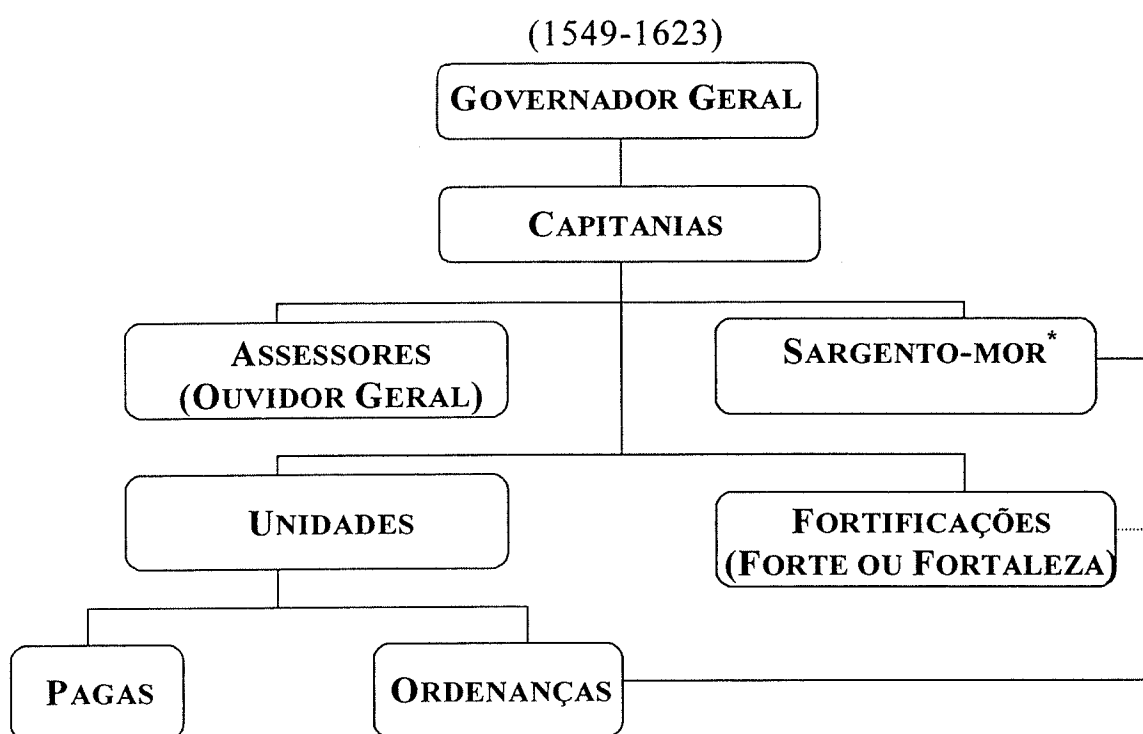 (1549-1623)
GOVERNADOR GERAL
CAPITANIAS
ASSESSORES
(OUVIDOR GERAL)
SARGENTO-MOR*
UNIDADES
FORTIFICAÇÕES
(FORTE OU FORTALEZA)
PAGAS
ORDENANÇAS